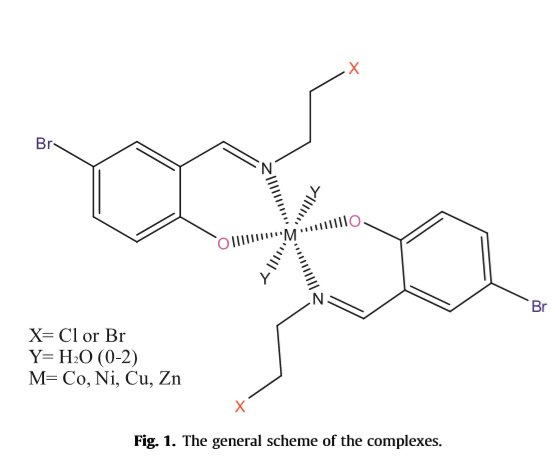 X
Br
N
Y
O
M
O
Y
N
Br
X
X= Cl or Br
Y= H₂O (0-2)
M= Co, Ni, Cu, Zn
Fig. 1. The general scheme of the complexes.